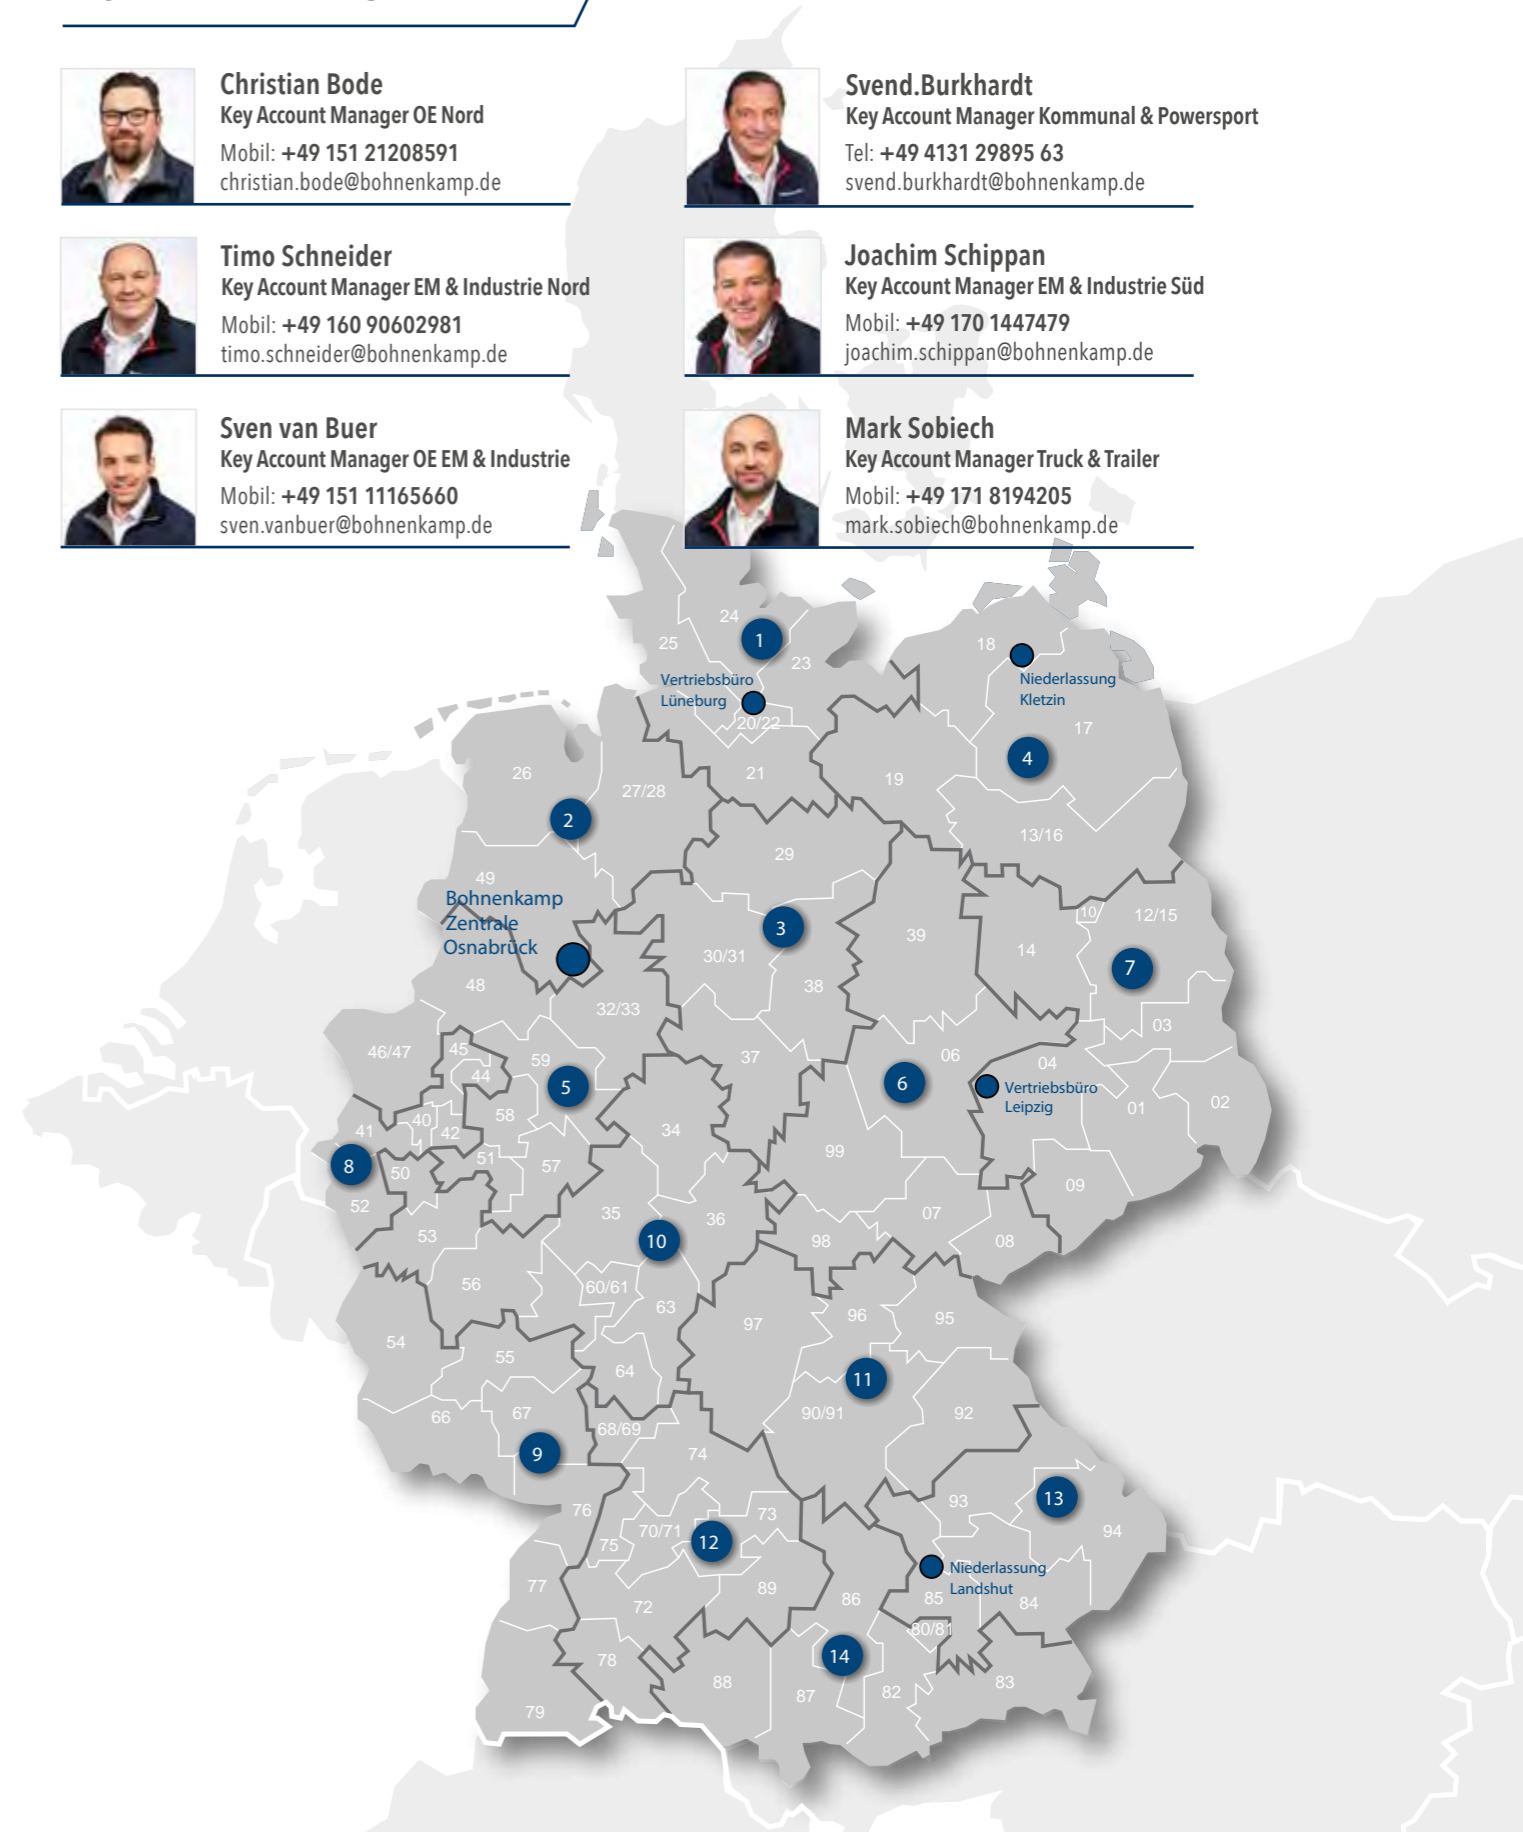 Christian Bode
Key Account Manager OE Nord
Mobil: +49 151 21208591
christian.bode@bohnenkamp.de
Svend.Burkhardt
Key Account Manager Kommunal & Powersport
Tel: +49 4131 29895 63
svend.burkhardt@bohnenkamp.de
Timo Schneider
Key Account Manager EM & Industrie Nord
Mobil: +49 160 90602981
timo.schneider@bohnenkamp.de
Joachim Schippan
Key Account Manager EM & Industrie Süd
Mobil: +49 170 1447479
joachim.schippan@bohnenkamp.de
Sven van Buer
Key Account Manager OE EM & Industrie
Mobil: +49 151 11165660
sven.vanbuer@bohnenkamp.de
Mark Sobiech
Key Account Manager Truck & Trailer
Mobil: +49 171 8194205
mark.sobiech@bohnenkamp.de
24
1
25
23
18
Vertriebsbüro
Lüneburg
Niederlassung
Kletzin
20/22
17
4
26
21
19
27/28
2
13/16
29
49
Bohnenkamp
Zentrale
Osnabrück
10
12/15
3
39
14
30/31
7
48
38
32/33
03
46/47
45
59
37
06
04
44
5
6
Vertriebsbüro
Leipzig
01
02
58
40
41
42
34
99
51
8
50
57
09
52
35
36
07
53
10
98
08
56
60/61
63
96
97
95
54
55
64
11
66
67
90/91
92
68/69
9
74
13
93
76
73
70/71
94
75
12
Niederlassung
Landshut
77
89
86
85
84
72
80/81
14
78
88
87
82
83
79